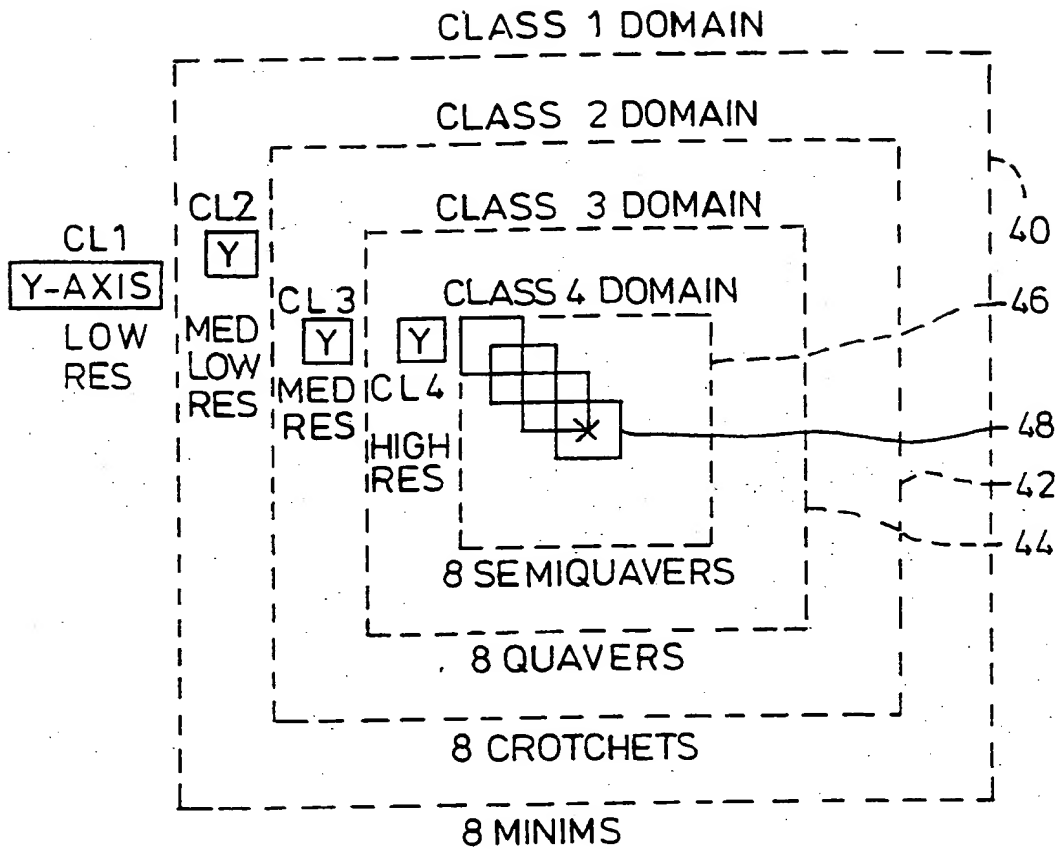 CLASS 1 DOMAIN
CLASS 2 DOMAIN
CLASS 3 DOMAIN
CL2
Y
40
CL1
Y-AXIS
LOW
RES
MED
LOW
RES
CL3
Y
MED
RES
CLASS 4 DOMAIN
Y
CL4
HIGH
RES
46
48
42
44
8 SEMIQUAVERS
8 QUAVERS
8 CROTCHETS
8 MINIMS